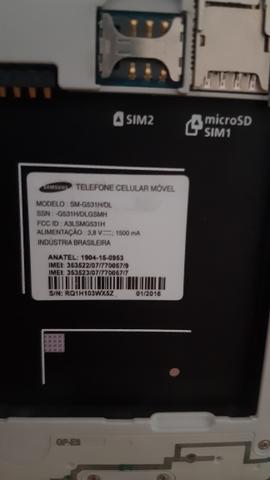 SIM2
microSD
SIM1
SAMSUNG TELEFONE CELULAR MÓVEL
MODELO : SM-G531H/DL
SSN : -G531H/DLGSMH
FCC ID : A3LSMG531H
ALIMENTAÇÃO : 3,8 V ; 1500 mA
INDÚSTRIA BRASILEIRA
ANATEL: 1904-15-0953
IMEI: 353522/07/770057/9
IMEI: 353523/07/770057/7
S/N: RQ1H103WX5Z 01/2016